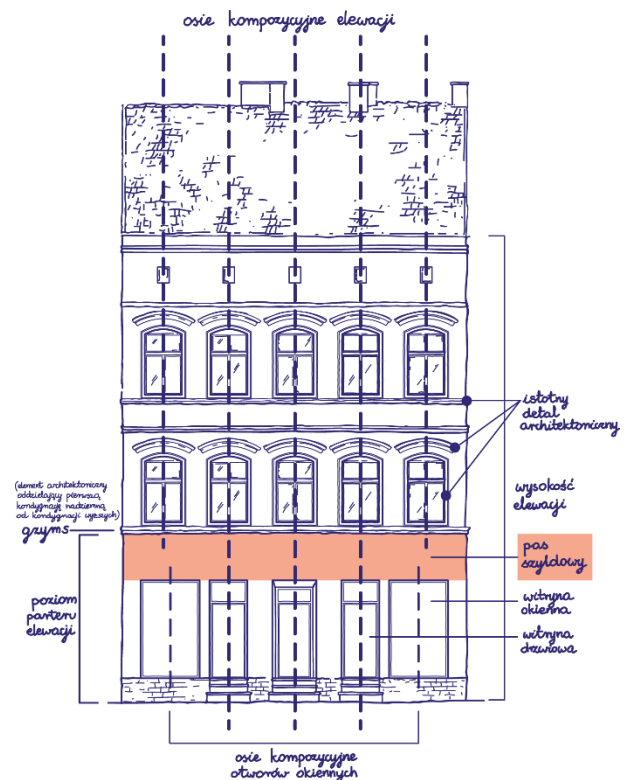 osie kompozycyjne elewacji
istotny
detal
architektoniczny
(element architektoniczny
oddzielający pierwszą
kondygnację nadziemną
od kondygnacji wyższych)
gzyms
wysokość
elewacji
pas
szyldowy
poziom
parteru
elewacji
witryna
okienna
witryna
drzwiowa
osie kompozycyjne
otworów okiennych